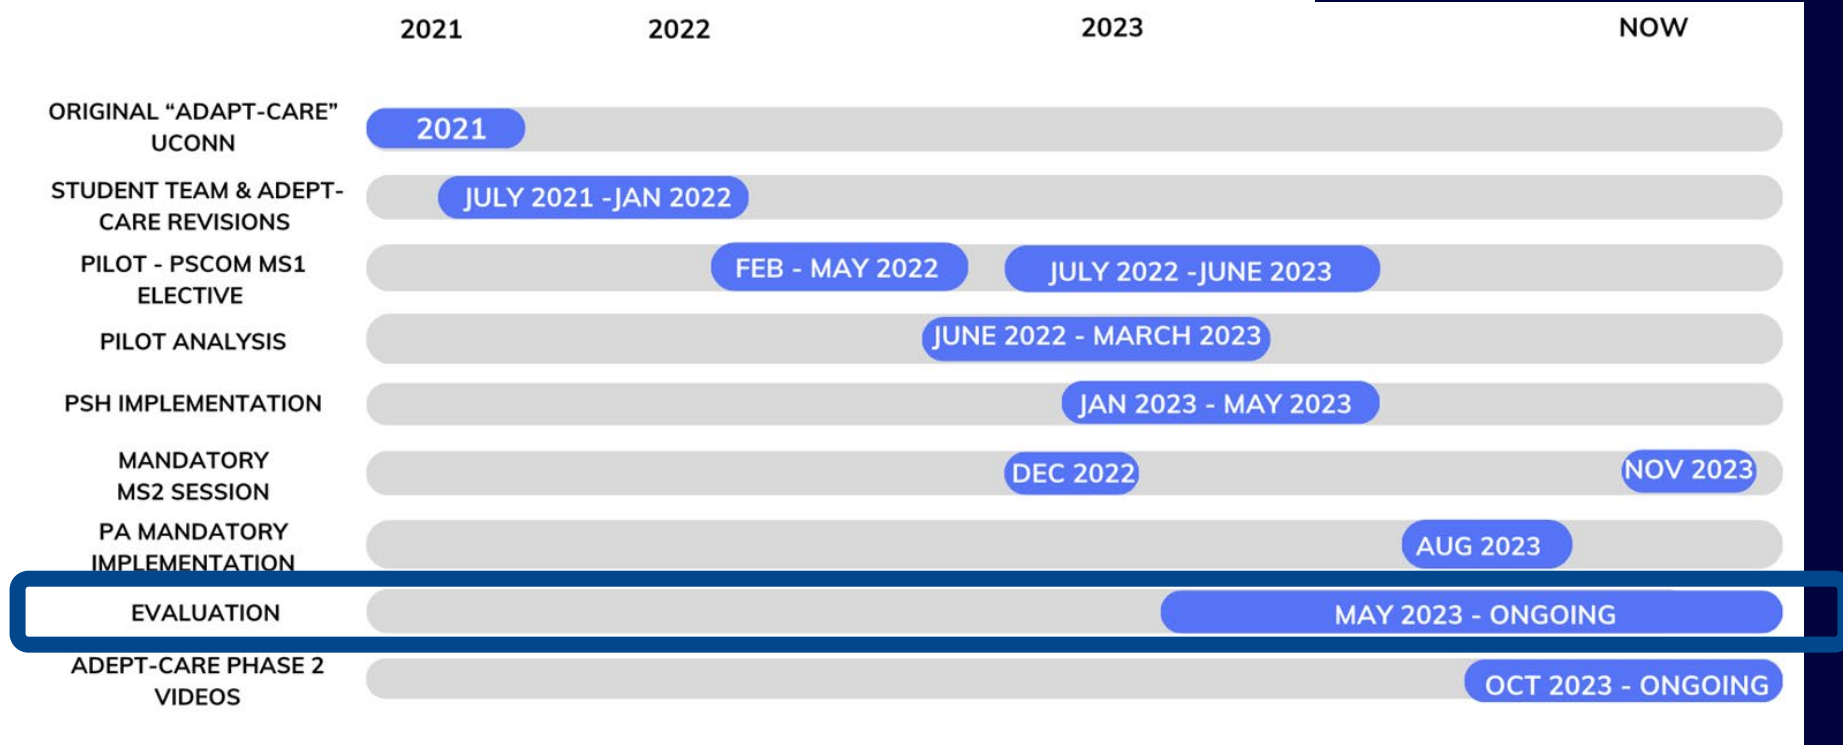 2021 2022 2023 NOW
ORIGINAL “ADAPT-CARE”
UCONN
2021
STUDENT TEAM & ADEPT-
CARE REVISIONS
JULY 2021 -JAN 2022
PILOT - PSCOM MS1
ELECTIVE
FEB - MAY 2022
JULY 2022 -JUNE 2023
PILOT ANALYSIS
JUNE 2022 - MARCH 2023
PSH IMPLEMENTATION
JAN 2023 - MAY 2023
MANDATORY
MS2 SESSION
DEC 2022
NOV 2023
PA MANDATORY
IMPLEMENTATION
AUG 2023
EVALUATION
MAY 2023 - ONGOING
ADEPT-CARE PHASE 2
VIDEOS
OCT 2023 - ONGOING